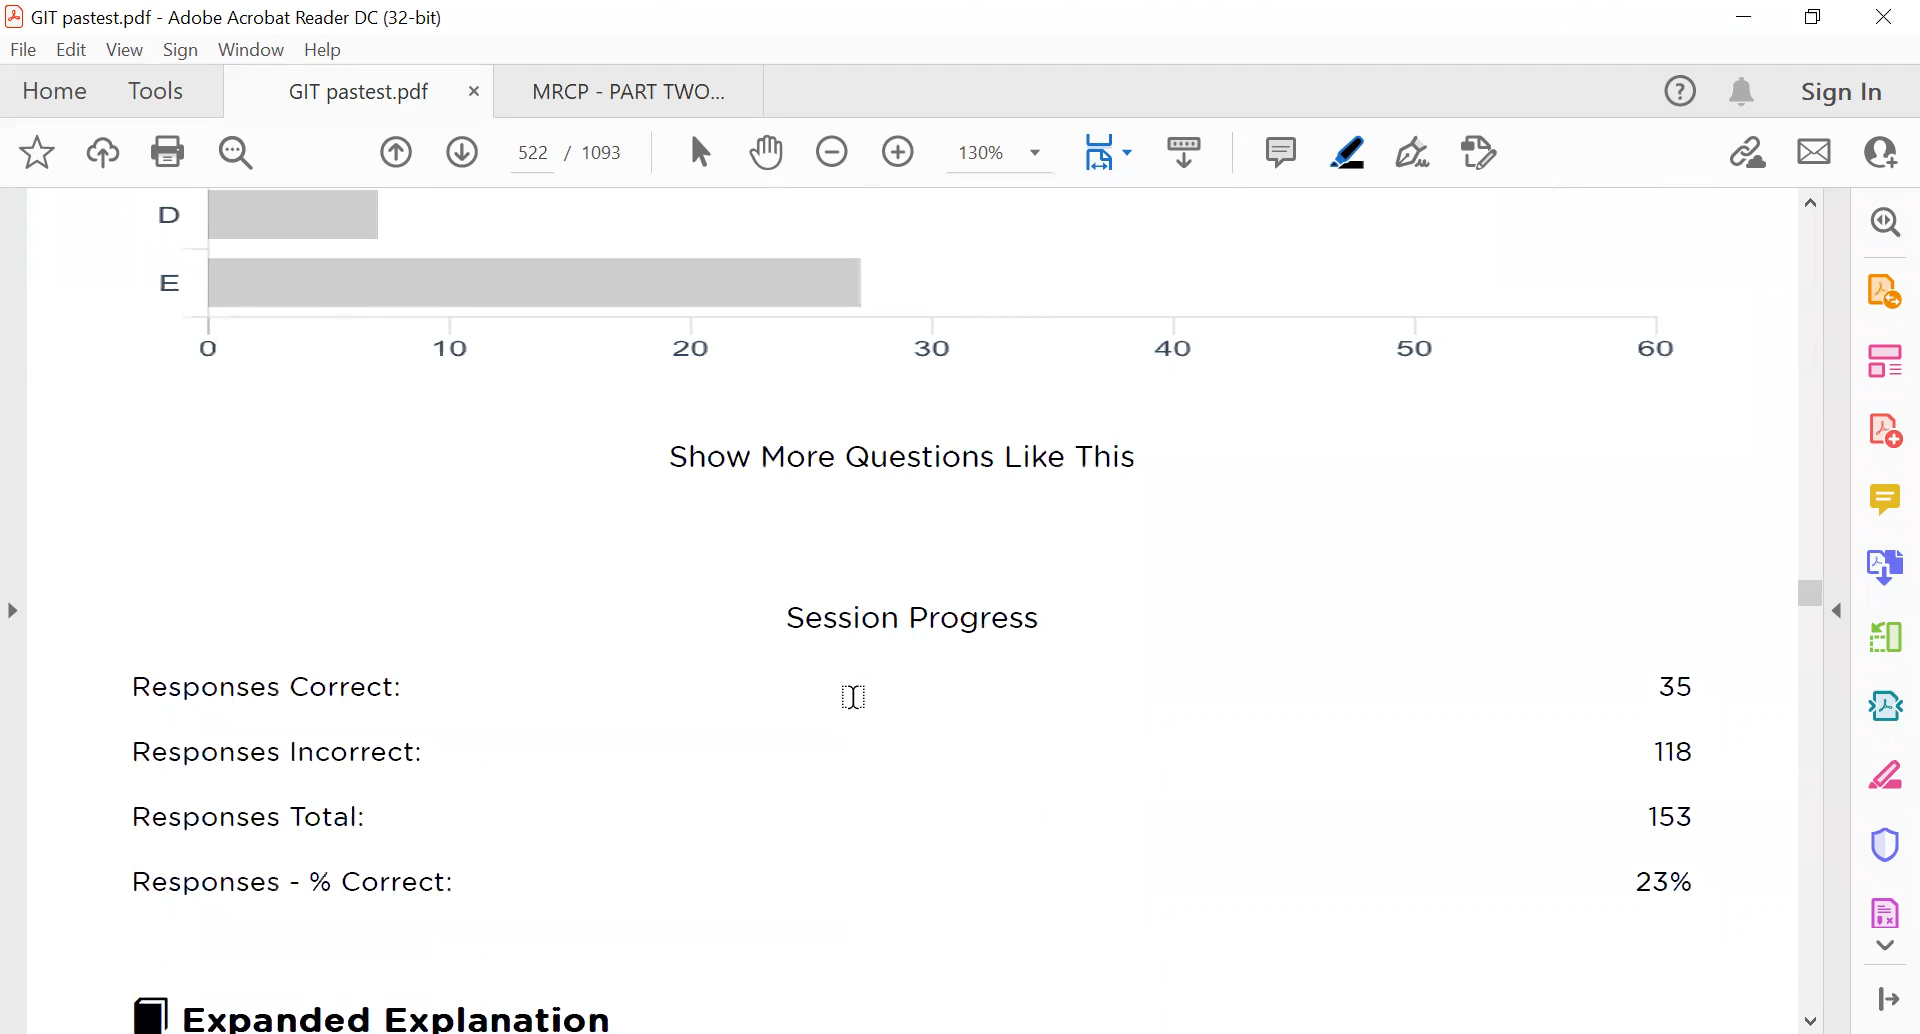 GIT pastest.pdf - Adobe Acrobat Reader DC (32-bit)
File Edit View Sign Window Help
Home Tools GIT pastest.pdf × MRCP - PART TWO... ? Sign In
522 / 1093 130%
D
E
0 10 20 30 40 50 60
Show More Questions Like This
Session Progress
Responses Correct: 35
Responses Incorrect: 118
Responses Total: 153
Responses - % Correct: 23%
Expanded Explanation